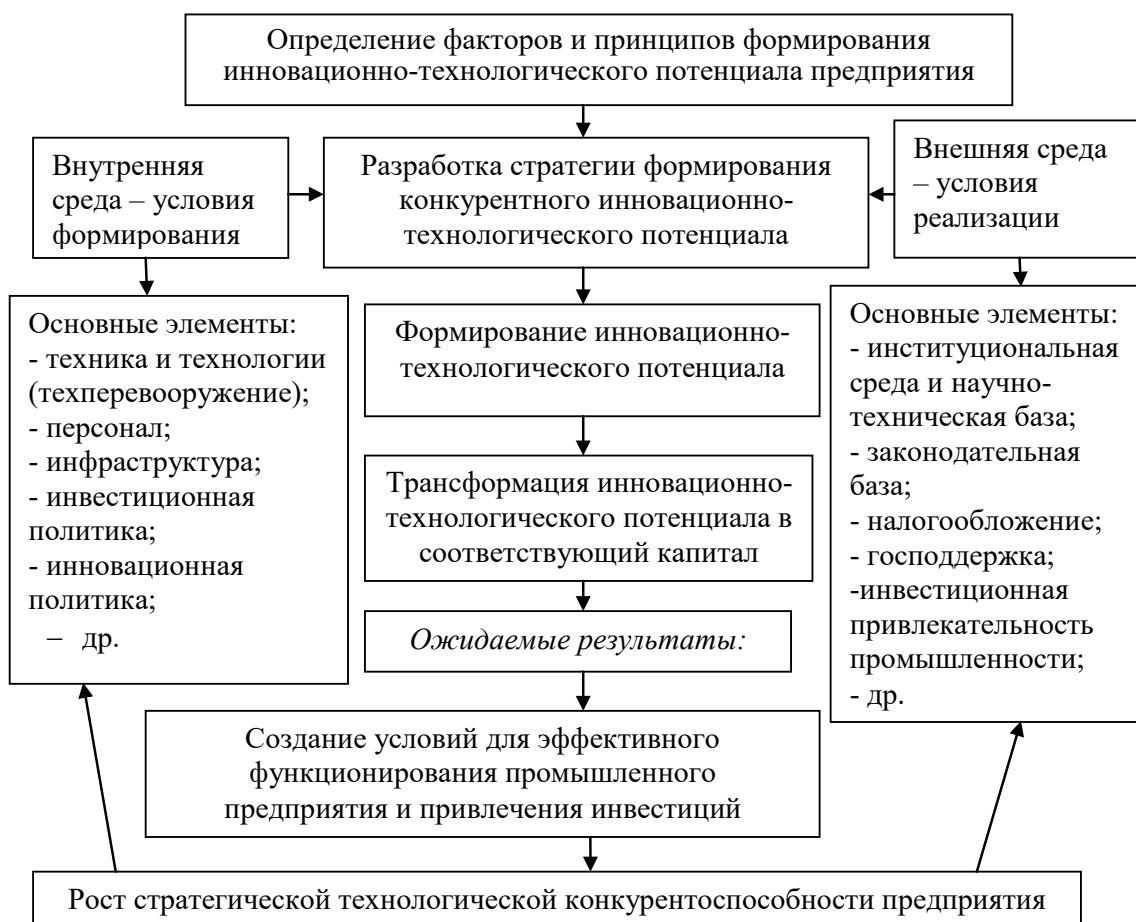 Определение факторов и принципов формирования
инновационно-технологического потенциала предприятия
Внутренняя
среда – условия
формирования
Разработка стратегии формирования
конкурентного инновационно-
технологического потенциала
Внешняя среда
– условия
реализации
Основные элементы:
- техника и технологии
(техперевооружение);
- персонал;
- инфраструктура;
- инвестиционная
политика;
- инновационная
политика;
– др.
Формирование инновационно-
технологического потенциала
Трансформация инновационно-
технологического потенциала в
соответствующий капитал
Ожидаемые результаты:
Основные элементы:
- институциональная
среда и научно-
техническая база;
- законодательная
база;
- налогообложение;
- господдержка;
-инвестиционная
привлекательность
промышленности;
- др.
Создание условий для эффективного
функционирования промышленного
предприятия и привлечения инвестиций
Рост стратегической технологической конкурентоспособности предприятия